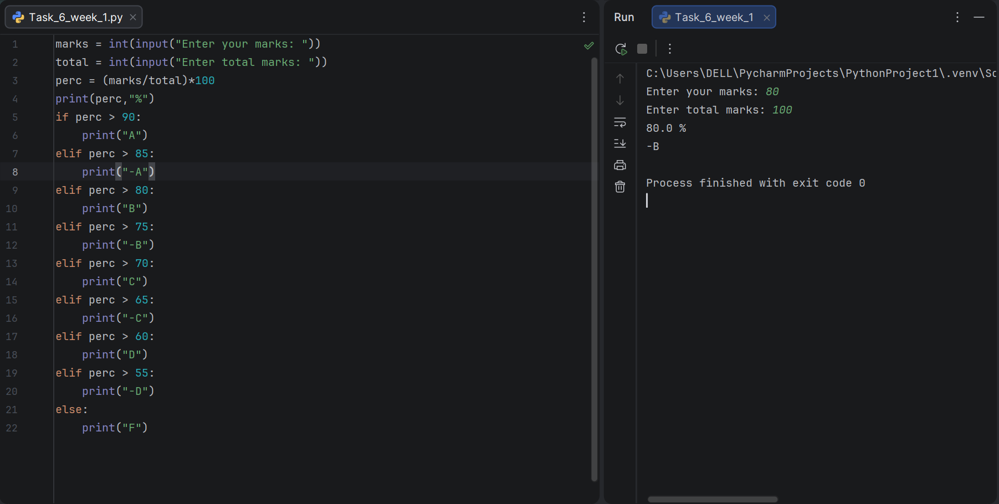 Task_6_week_1.py
1 marks = int(input("Enter your marks: "))
2 total = int(input("Enter total marks: "))
3 perc = (marks/total)*100
4 print(perc,"%")
5 if perc > 90:
6     print("A")
7 elif perc > 85:
8     print("-A")
9 elif perc > 80:
10     print("B")
11 elif perc > 75:
12     print("-B")
13 elif perc > 70:
14     print("C")
15 elif perc > 65:
16     print("-C")
17 elif perc > 60:
18     print("D")
19 elif perc > 55:
20     print("-D")
21 else:
22     print("F")
Run Task_6_week_1
C:\Users\DELL\PycharmProjects\PythonProject1\.venv\Sc
Enter your marks: 80
Enter total marks: 100
80.0 %
-B
Process finished with exit code 0